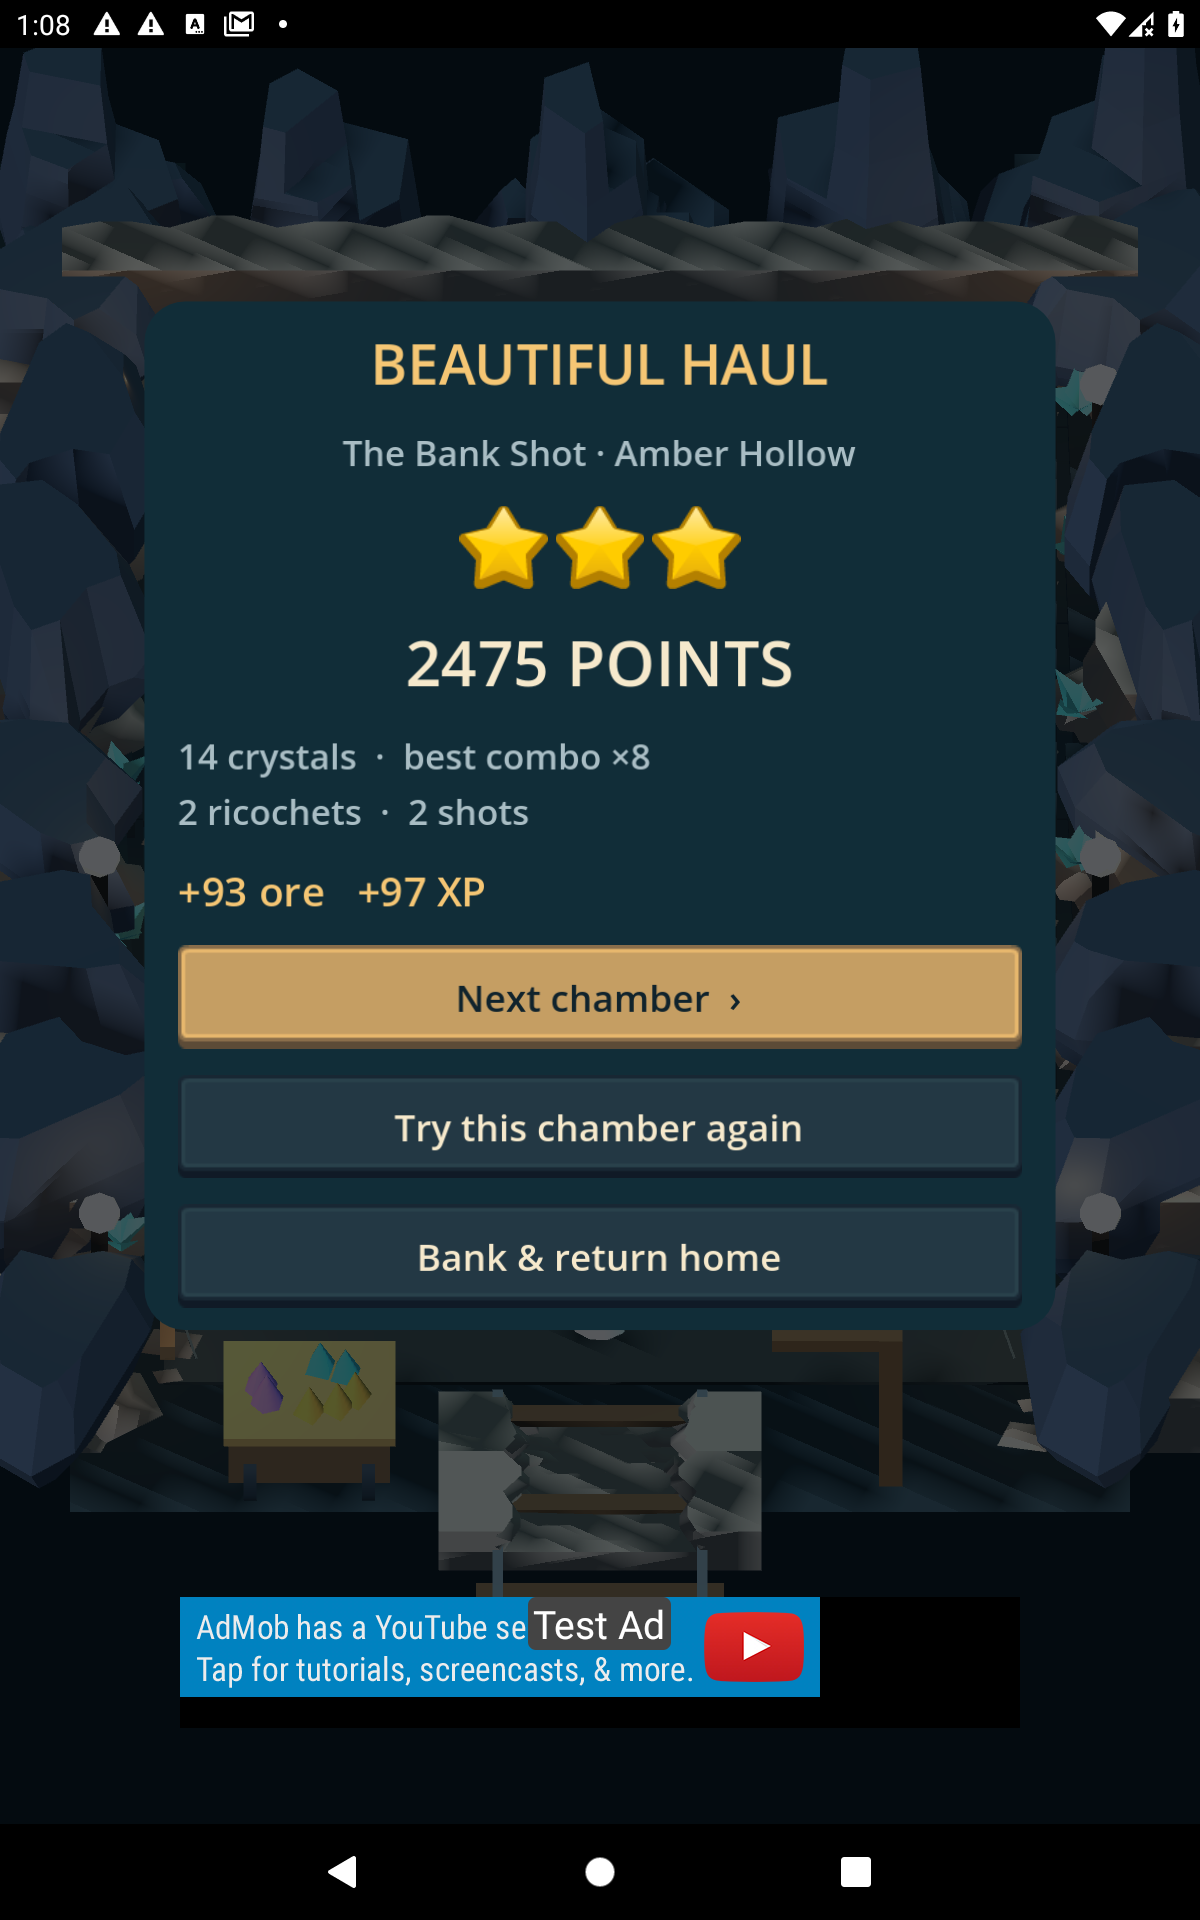 1:08
BEAUTIFUL HAUL
The Bank Shot · Amber Hollow
2475 POINTS
14 crystals · best combo ×8
2 ricochets · 2 shots
+93 ore +97 XP
Next chamber ›
Try this chamber again
Bank & return home
AdMob has a YouTube se
Test Ad
Tap for tutorials, screencasts, & more.